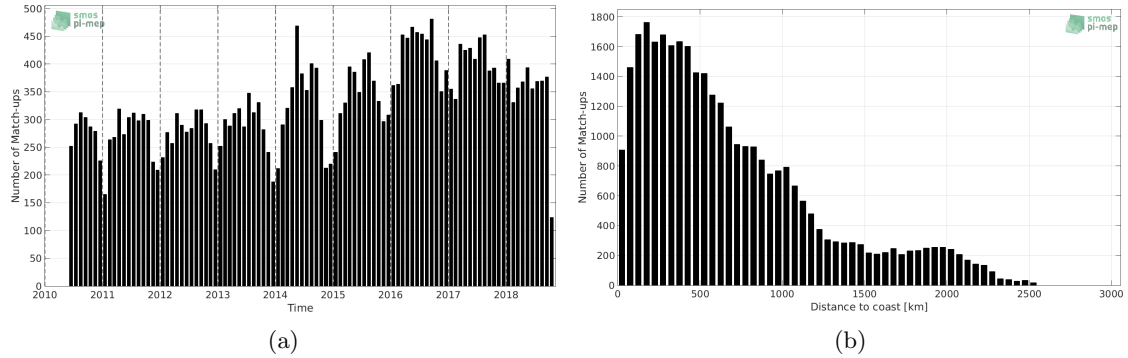 smos
pi-mep
Number of Match-ups
500
450
400
350
300
250
200
150
100
50
0
2010 2011 2012 2013 2014 2015 2016 2017 2018
Time
(a)
smos
pi-mep
Number of Match-ups
1800
1600
1400
1200
1000
800
600
400
200
0
0 500 1000 1500 2000 2500 3000
Distance to coast [km]
(b)